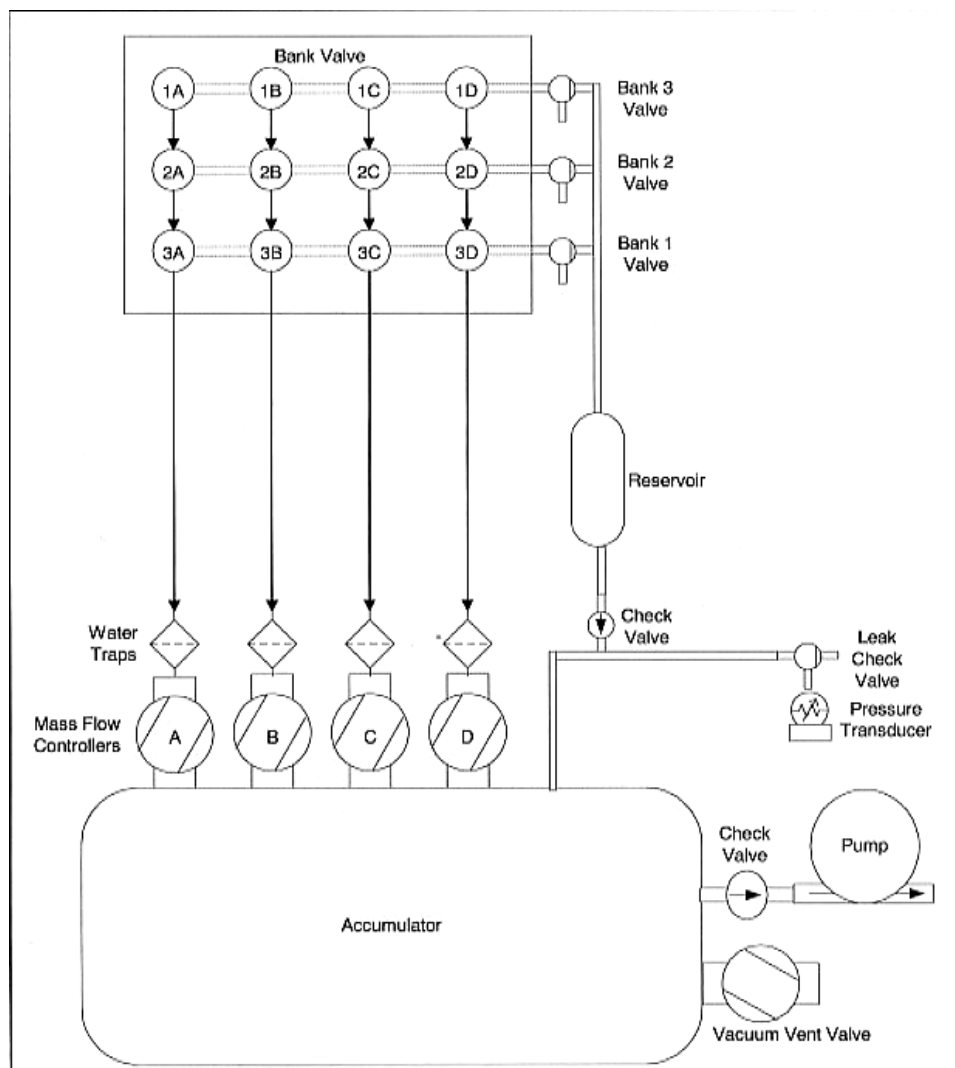 Bank Valve
1A 1B 1C 1D
Bank 3
Valve
2A 2B 2C 2D
Bank 2
Valve
3A 3B 3C 3D
Bank 1
Valve
Reservoir
Check
Valve
Water
Traps
Leak
Check
Valve
Mass Flow
Controllers
A B C D
Pressure
Transducer
Check
Valve
Pump
Accumulator
Vacuum Vent Valve